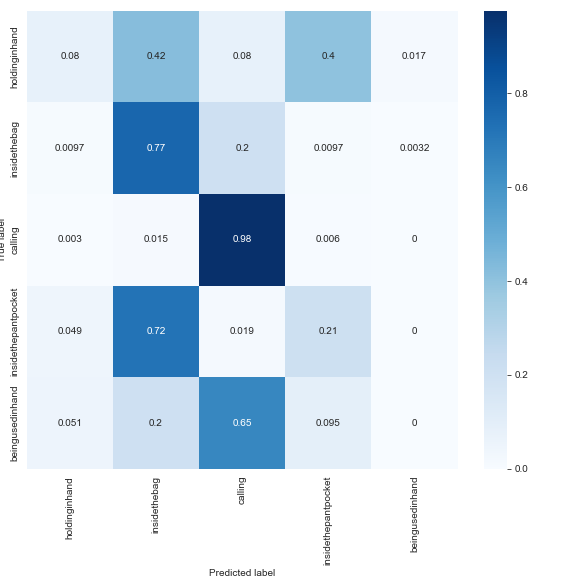 holdinginhand 0.08 0.42 0.08 0.4 0.017
insidethebag 0.0097 0.77 0.2 0.0097 0.0032
calling 0.003 0.015 0.98 0.006 0
insidethepantpocket 0.049 0.72 0.019 0.21 0
beingusedinhand 0.051 0.2 0.65 0.095 0
True label
holdinginhand insidethebag calling insidethepantpocket beingusedinhand
Predicted label
0.8
0.6
0.4
0.2
0.0